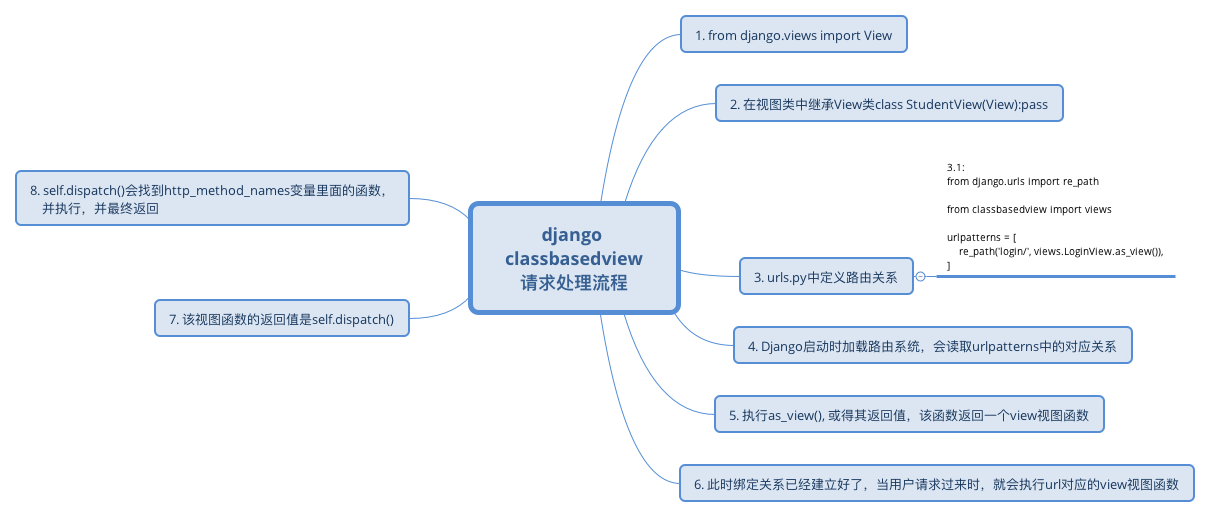 django
classbasedview
请求处理流程
1. from django.views import View
2. 在视图类中继承View类class StudentView(View):pass
3. urls.py中定义路由关系
3.1:
from django.urls import re_path
from classbasedview import views
urlpatterns = [
re_path('login/', views.LoginView.as_view()),
]
4. Django启动时加载路由系统，会读取urlpatterns中的对应关系
5. 执行as_view(), 或得其返回值，该函数返回一个view视图函数
6. 此时绑定关系已经建立好了，当用户请求过来时，就会执行url对应的view视图函数
7. 该视图函数的返回值是self.dispatch()
8. self.dispatch()会找到http_method_names变量里面的函数，
并执行，并最终返回